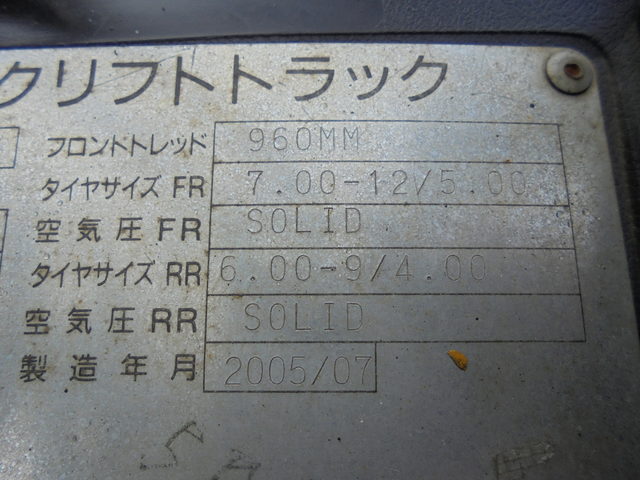 クリフトトラック
フロントトレッド 960MM
タイヤサイズ FR 7.00-12/5.00
空気圧 FR SOLID
タイヤサイズ RR 6.00-9/4.00
空気圧 RR SOLID
製造年月 2005/07